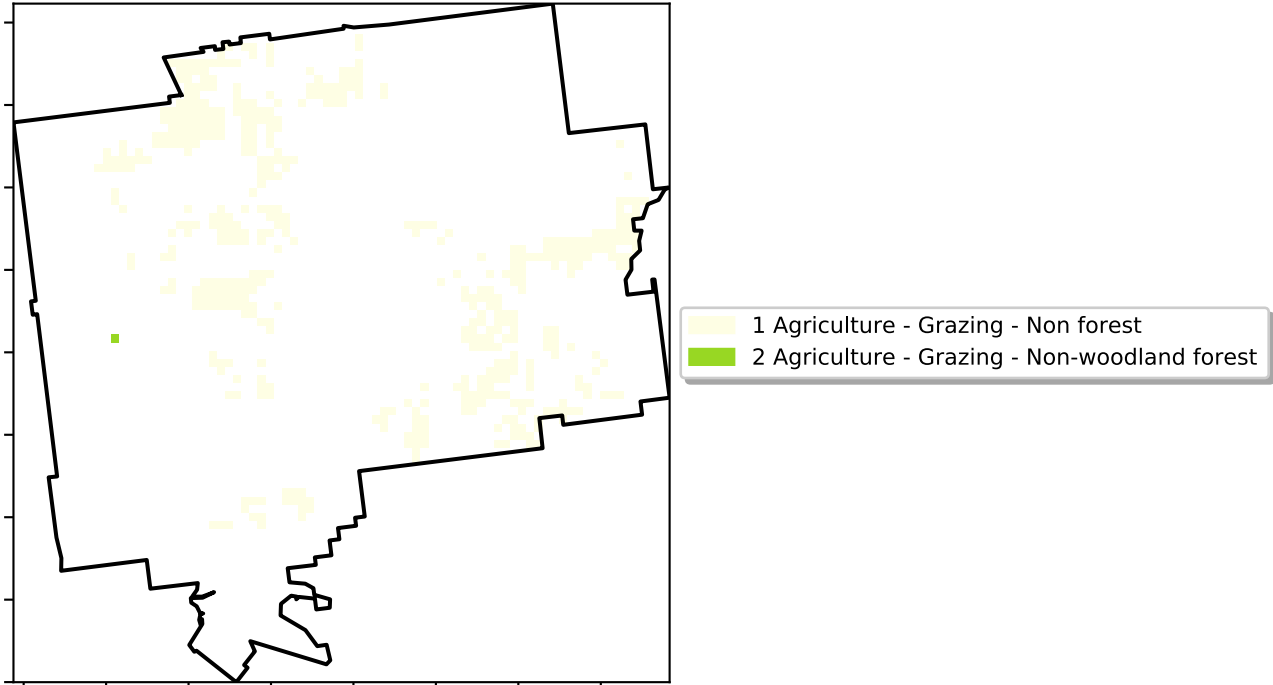 1 Agriculture - Grazing - Non forest
2 Agriculture - Grazing - Non-woodland forest